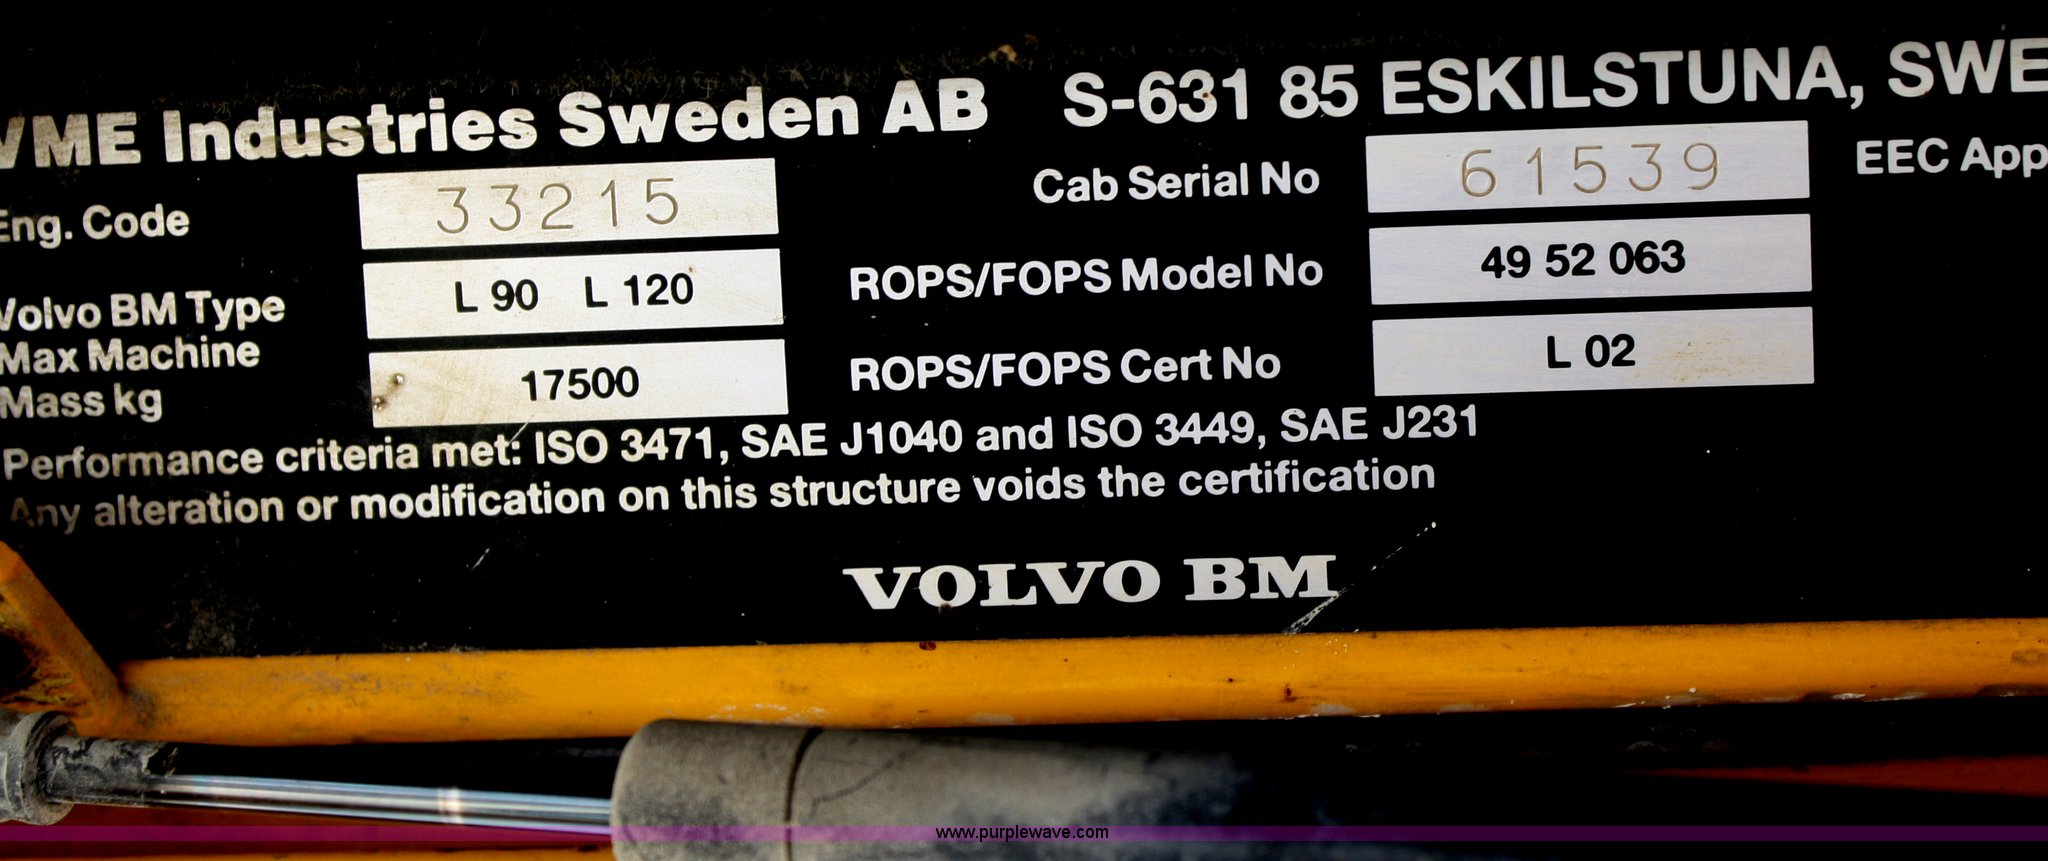 VME Industries Sweden AB S-631 85 ESKILSTUNA, SWE
Eng. Code 33215 Cab Serial No 61539 EEC App
Volvo BM Type L 90 L 120 ROPS/FOPS Model No 49 52 063
Max Machine
Mass kg 17500 ROPS/FOPS Cert No L 02
Performance criteria met: ISO 3471, SAE J1040 and ISO 3449, SAE J231
Any alteration or modification on this structure voids the certification
VOLVO BM
www.purplewave.com